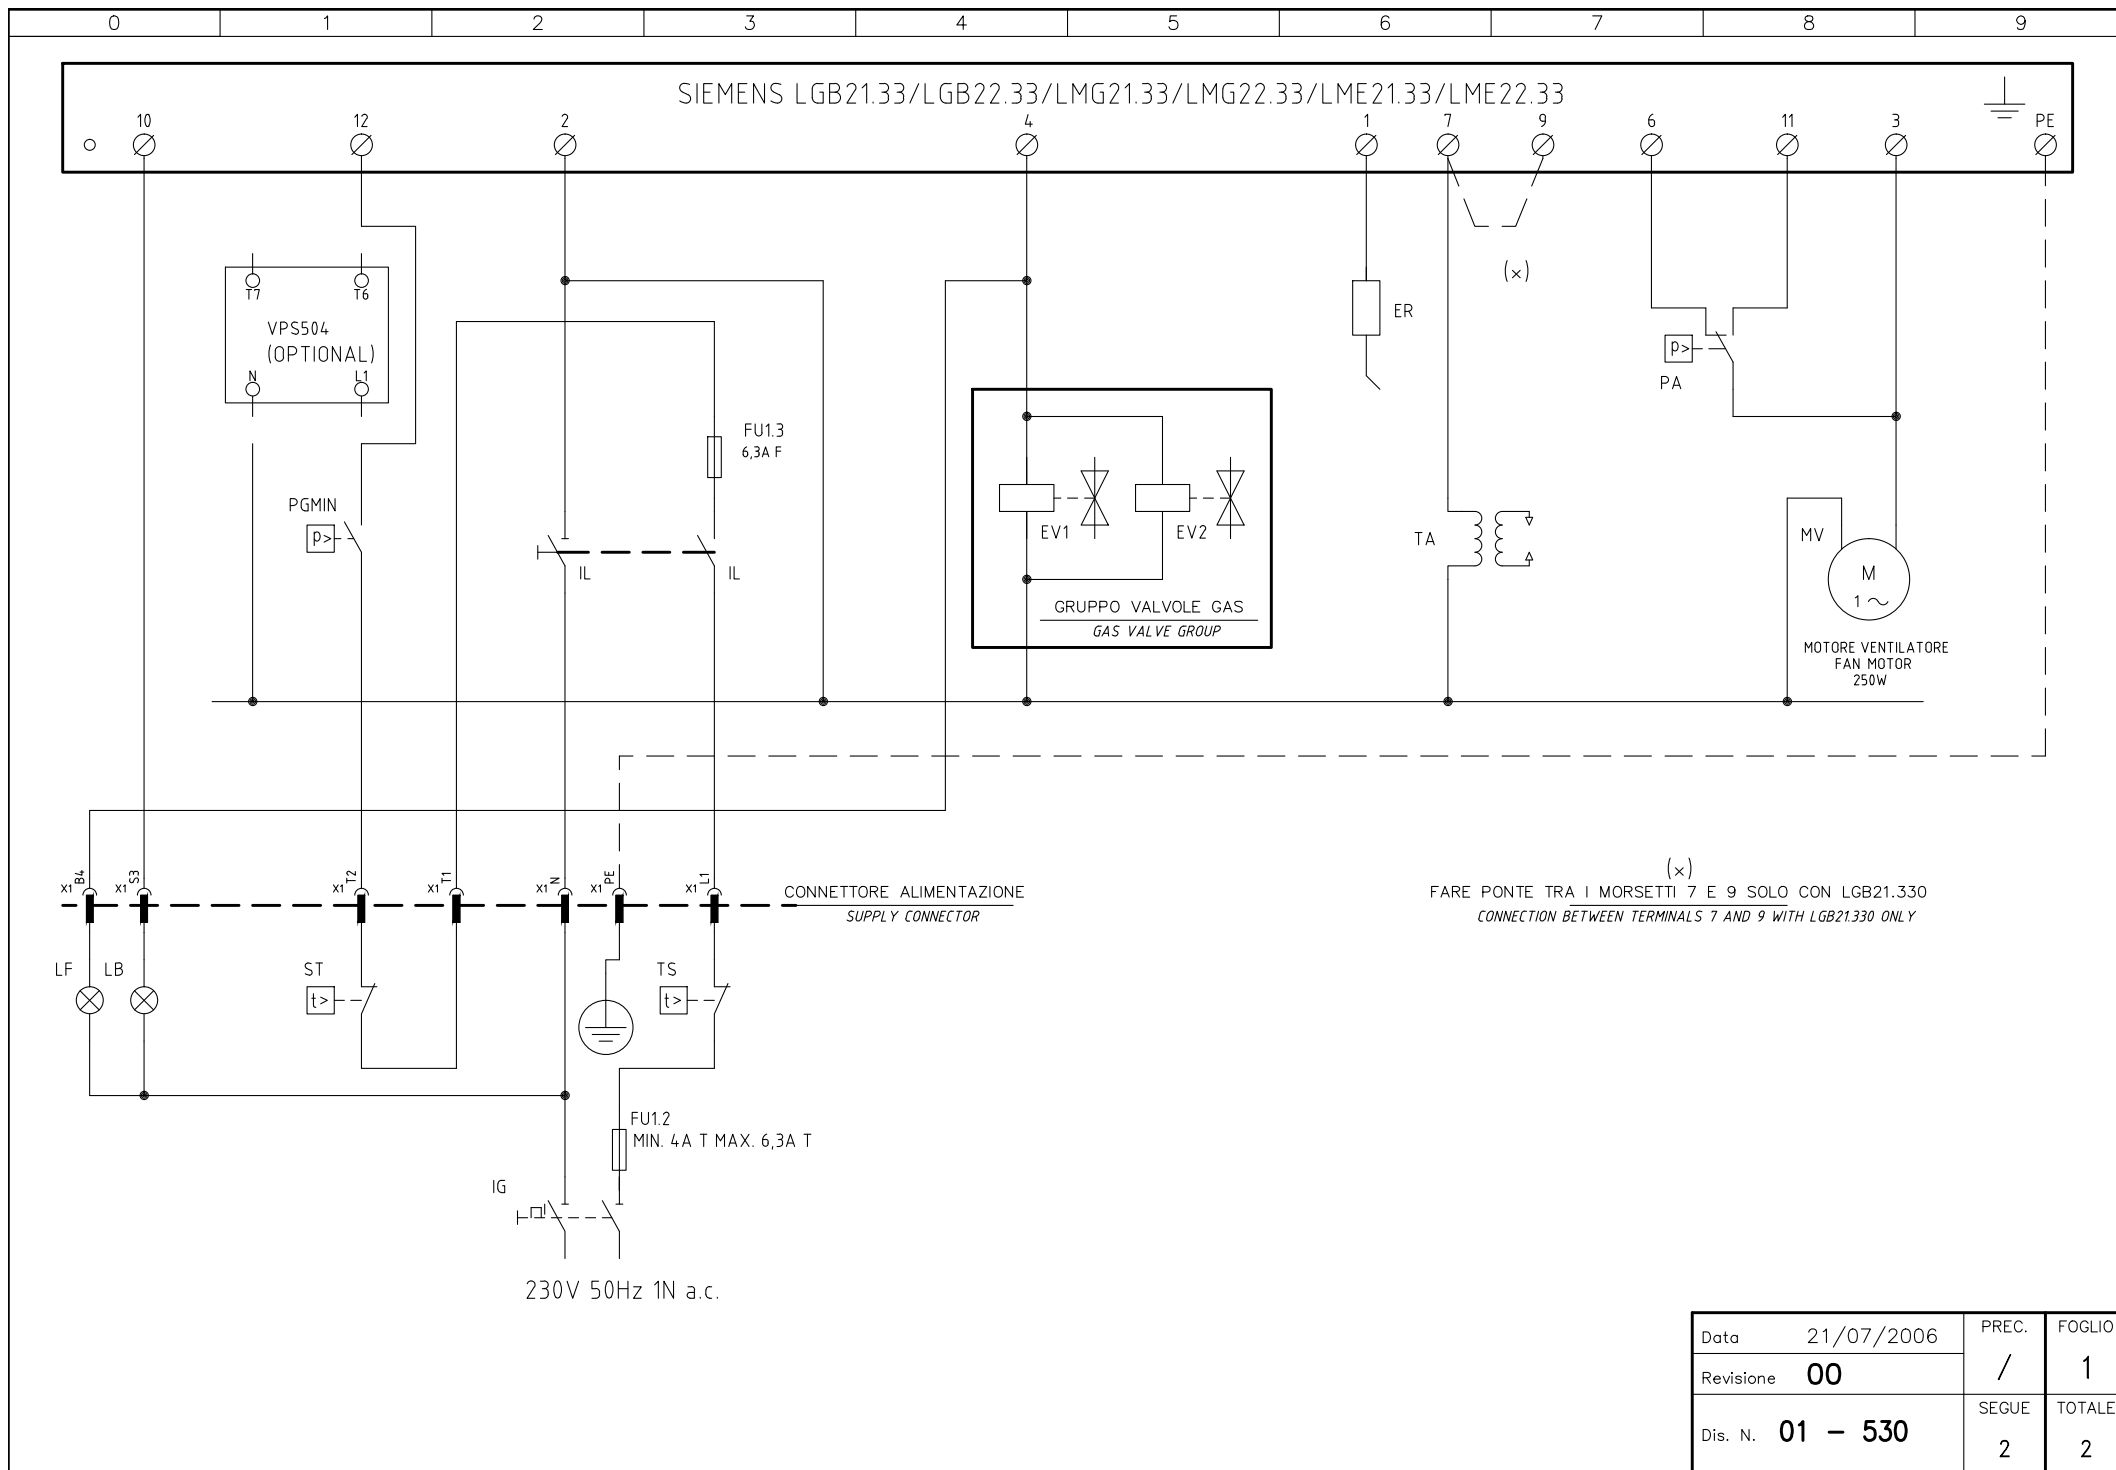 0 1 2 3 4 5 6 7 8 9
SIEMENS LGB21.33/LGB22.33/LMG21.33/LMG22.33/LME21.33/LME22.33
10 12 2 4 1 7 9 6 11 3 PE
T7 T6
VPS504
(OPTIONAL)
N L1
(x)
ER
p>
PA
FU1.3
6,3A F
PGMIN
p>
IL IL
EV1 EV2
GRUPPO VALVOLE GAS
GAS VALVE GROUP
TA
MV
M
1 ~
MOTORE VENTILATORE
FAN MOTOR
250W
X1 B4 X1 S3 X1 T2 X1 T1 X1 N X1 PE X1 L1
CONNETTORE ALIMENTAZIONE
SUPPLY CONNECTOR
(x)
FARE PONTE TRA I MORSETTI 7 E 9 SOLO CON LGB21.330
CONNECTION BETWEEN TERMINALS 7 AND 9 WITH LGB21.330 ONLY
LF LB ST TS
t> t>
FU1.2
MIN. 4A T MAX. 6,3A T
IG
230V 50Hz 1N a.c.
Data 21/07/2006
PREC.
/
FOGLIO
1
Revisione 00
Dis. N. 01 - 530
SEGUE
2
TOTALE
2